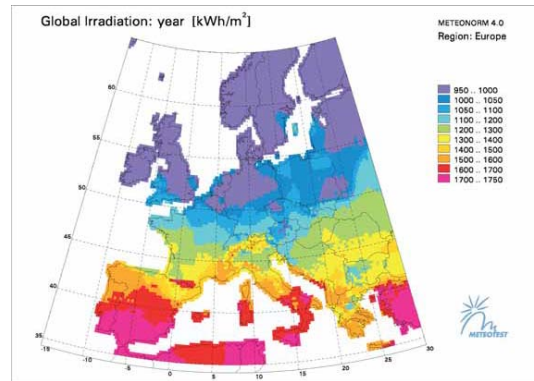 Global Irradiation: year [kWh/m²]
METEONORM 4.0
Region: Europe
950 .. 1000
1000 .. 1050
1050 .. 1100
1100 .. 1200
1200 .. 1300
1300 .. 1400
1400 .. 1500
1500 .. 1600
1600 .. 1700
1700 .. 1750
60
55
50
45
40
35
-15
-10
-5
0
5
10
15
20
25
30
METEOTEST